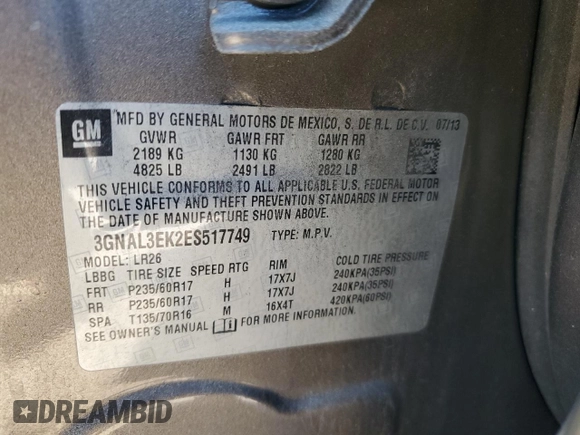 GM
MFD BY GENERAL MOTORS DE MEXICO, S. DE R.L. DE C.V. 07/13
GVWR GAWR FRT GAWR RR
2189 KG 1130 KG 1280 KG
4825 LB 2491 LB 2822 LB
THIS VEHICLE CONFORMS TO ALL APPLICABLE U.S. FEDERAL MOTOR
VEHICLE SAFETY AND THEFT PREVENTION STANDARDS IN EFFECT ON
THE DATE OF MANUFACTURE SHOWN ABOVE.
3GNAL3EK2ES517749 TYPE: M.P.V.
MODEL: LR26
LBBG TIRE SIZE SPEED RTG RIM COLD TIRE PRESSURE
FRT P235/60R17 H 17X7J 240KPA(35PSI)
RR P235/60R17 H 17X7J 240KPA(35PSI)
SPA T135/70R16 M 16X4T 420KPA(60PSI)
SEE OWNER'S MANUAL FOR MORE INFORMATION.
DREAMBID